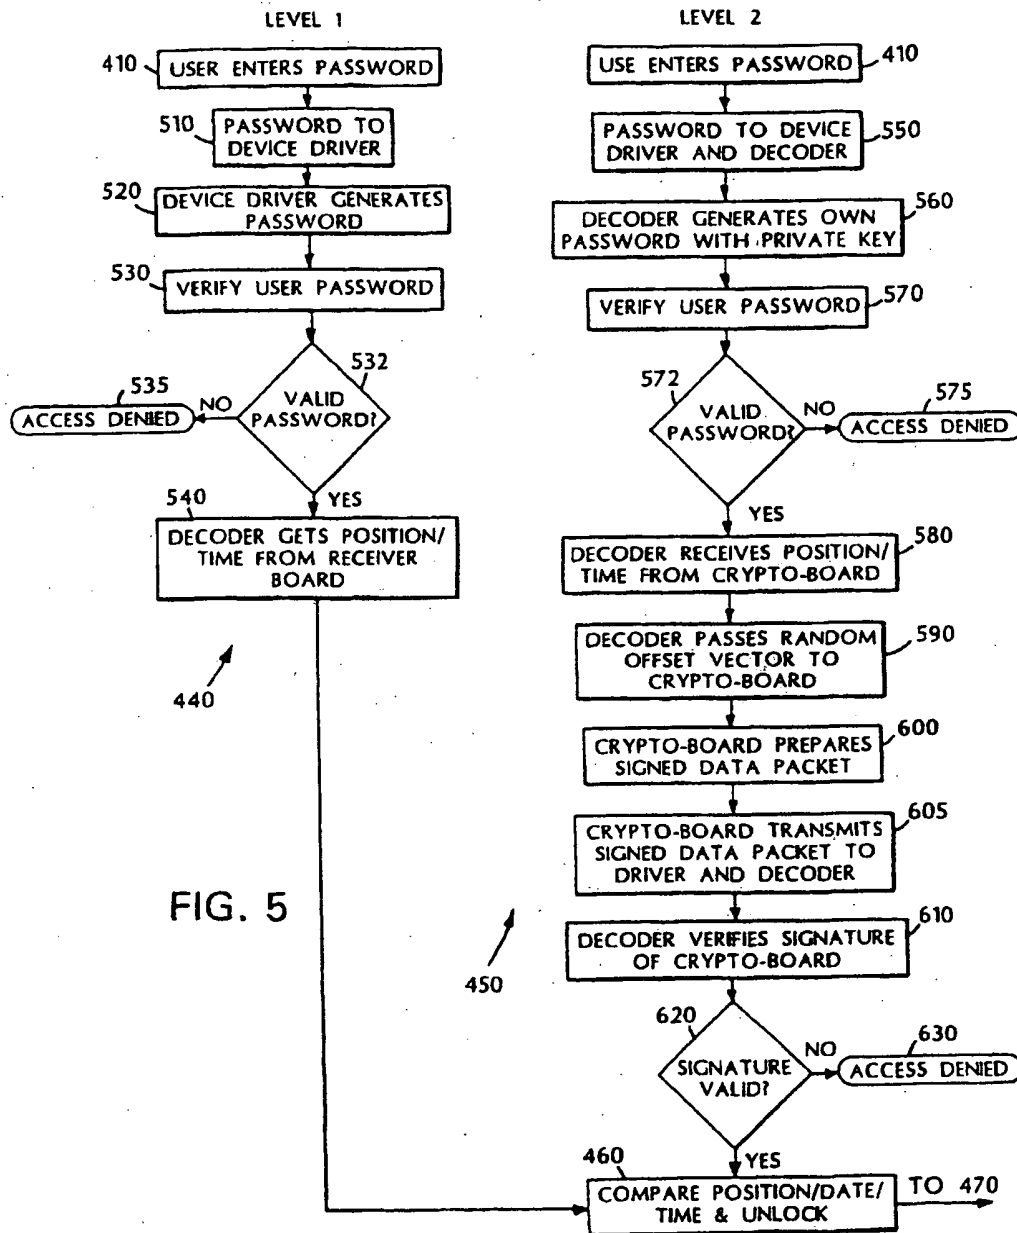 LEVEL 1
410
USER ENTERS PASSWORD
510
PASSWORD TO
DEVICE DRIVER
520
DEVICE DRIVER GENERATES
PASSWORD
530
VERIFY USER PASSWORD
532
VALID
PASSWORD?
NO
535
ACCESS DENIED
YES
540
DECODER GETS POSITION/
TIME FROM RECEIVER
BOARD
440
FIG. 5
LEVEL 2
USE ENTERS PASSWORD
410
PASSWORD TO DEVICE
DRIVER AND DECODER
550
DECODER GENERATES OWN
PASSWORD WITH PRIVATE KEY
560
VERIFY USER PASSWORD
570
572
VALID
PASSWORD?
NO
575
ACCESS DENIED
YES
DECODER RECEIVES POSITION/
TIME FROM CRYPTO-BOARD
580
DECODER PASSES RANDOM
OFFSET VECTOR TO
CRYPTO-BOARD
590
CRYPTO-BOARD PREPARES
SIGNED DATA PACKET
600
CRYPTO-BOARD TRANSMITS
SIGNED DATA PACKET TO
DRIVER AND DECODER
605
DECODER VERIFIES SIGNATURE
OF CRYPTO-BOARD
610
450
620
SIGNATURE
VALID?
NO
630
ACCESS DENIED
YES
460
COMPARE POSITION/DATE/
TIME & UNLOCK
TO 470